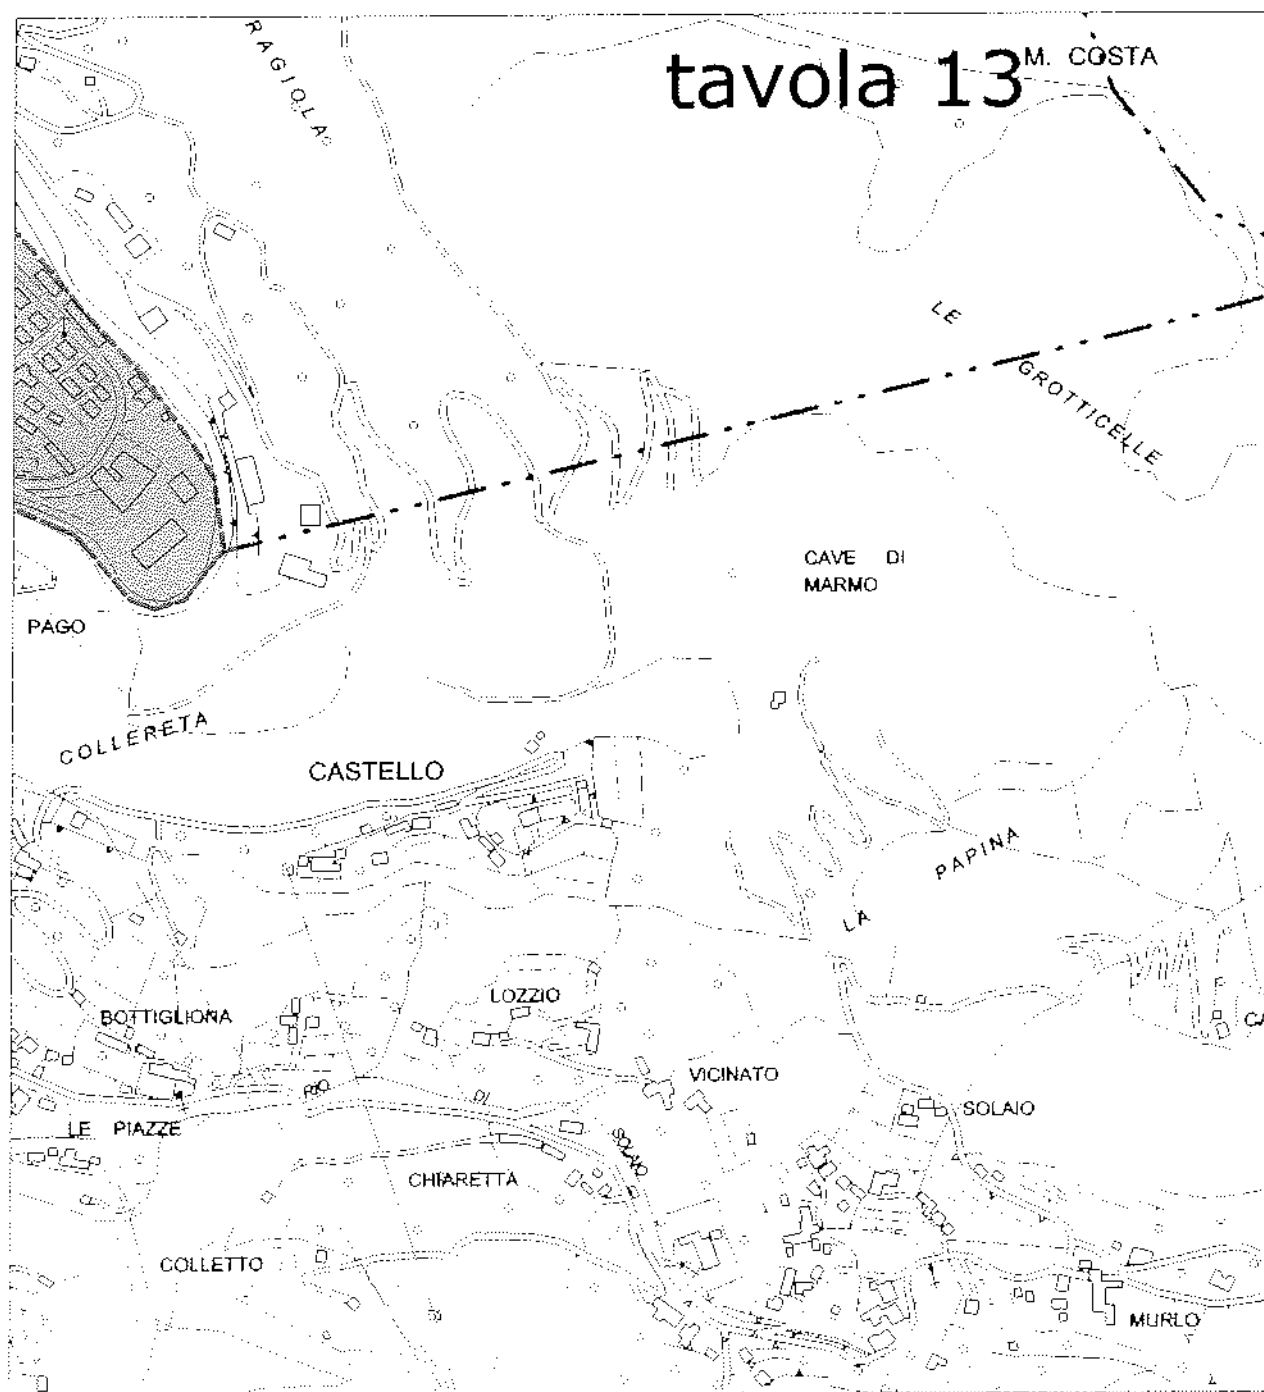 tavola 13
M. COSTA
RAGIOLA
LE
GROTTICELLE
CAVE DI
MARMO
PAGO
COLLERETA
CASTELLO
LA PAPINA
LOZZIO
BOTTIGLIONA
CA
VICINATO
RIO DI SOLAIO
SOLAIO
LE PIAZZE
CHIARETTA
COLLETTO
MURLO